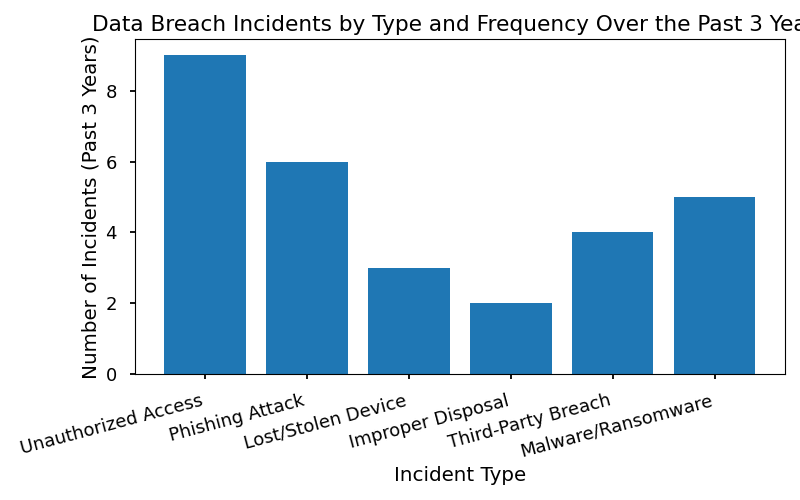 Data Breach Incidents by Type and Frequency Over the Past 3 Yea
Number of Incidents (Past 3 Years)
8
6
4
2
0
Unauthorized Access
Phishing Attack
Lost/Stolen Device
Improper Disposal
Third-Party Breach
Malware/Ransomware
Incident Type